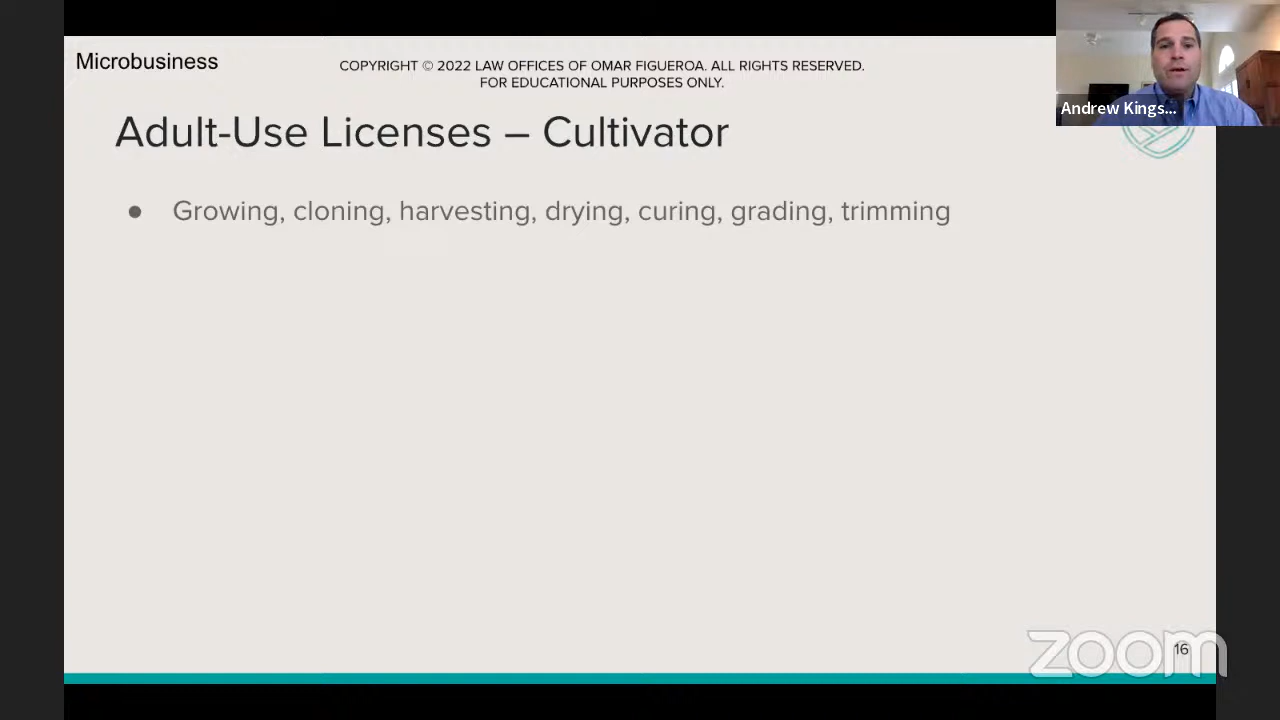 Microbusiness
COPYRIGHT © 2022 LAW OFFICES OF OMAR FIGUEROA. ALL RIGHTS RESERVED.
FOR EDUCATIONAL PURPOSES ONLY.
Andrew Kings...
Adult-Use Licenses – Cultivator
● Growing, cloning, harvesting, drying, curing, grading, trimming
zoom
16